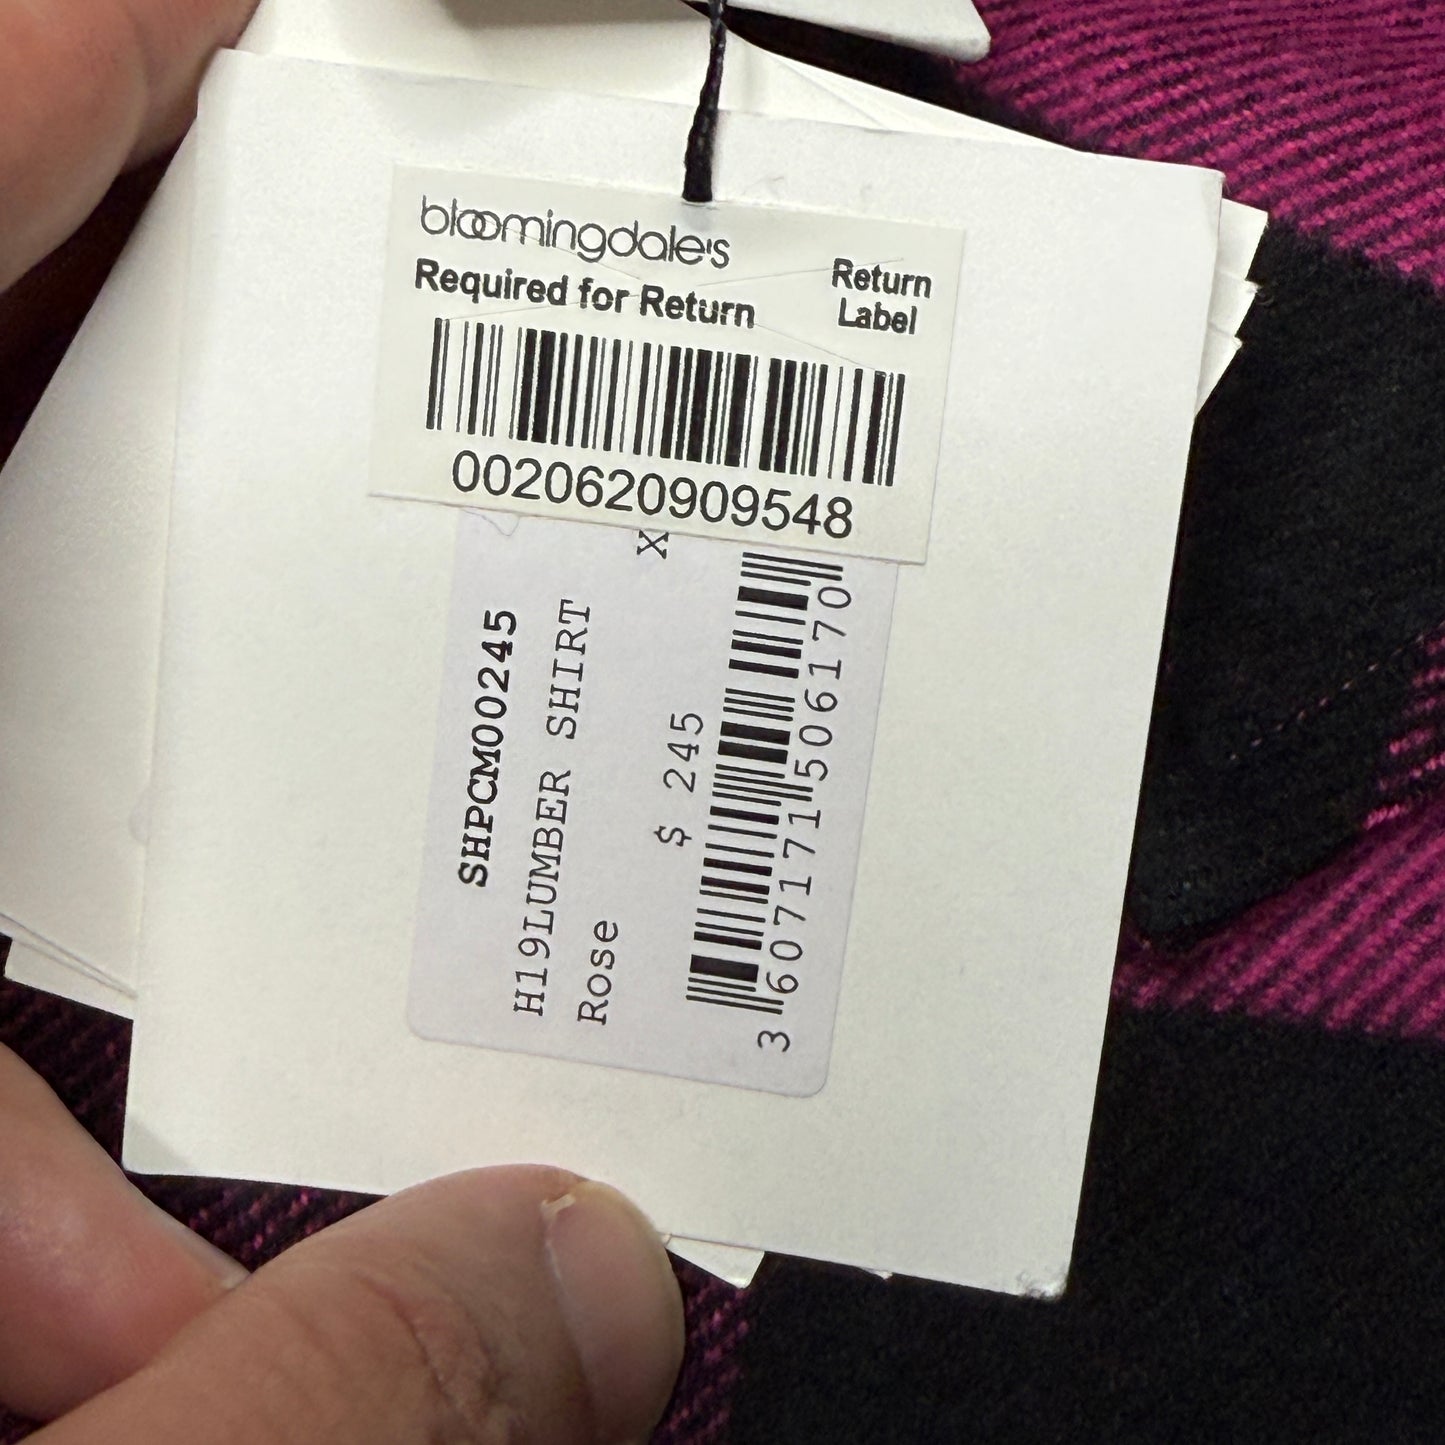 bloomingdale's
Required for Return
Return
Label
0020620909548
SHPCM00245
H19LUMBER SHIRT
Rose
X
$ 245
3 607171 506170